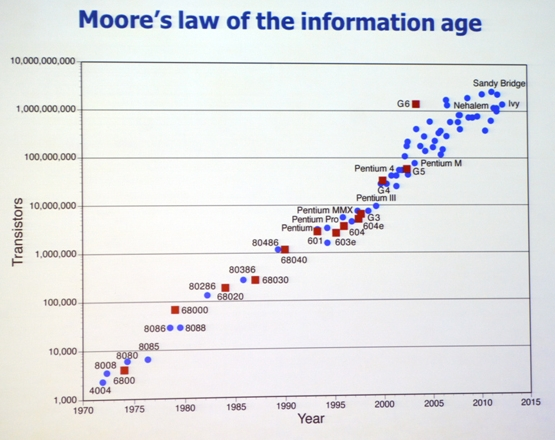 Moore's law of the information age
10,000,000,000
1,000,000,000
100,000,000
10,000,000
1,000,000
100,000
10,000
1,000
Transistors
Sandy Bridge
G6
Nehalem
Ivy
Pentium 4
Pentium M
G5
G4
Pentium III
Pentium MMX
G3
Pentium Pro
604e
Pentium
604
601
603e
80486
68040
80386
68030
80286
68020
68000
8086
8088
8085
8080
8008
6800
4004
1970 1975 1980 1985 1990 1995 2000 2005 2010 2015
Year